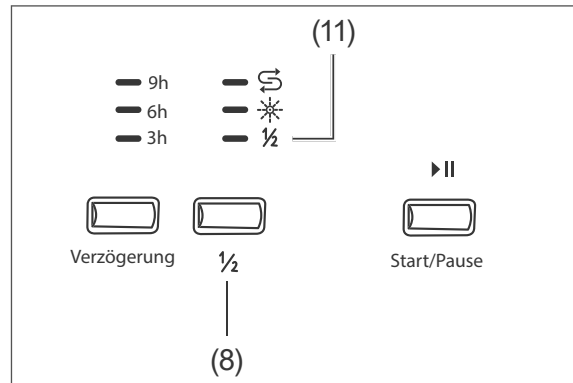 (11)
9h
6h
3h ½
Verzögerung ½ Start/Pause
(8)